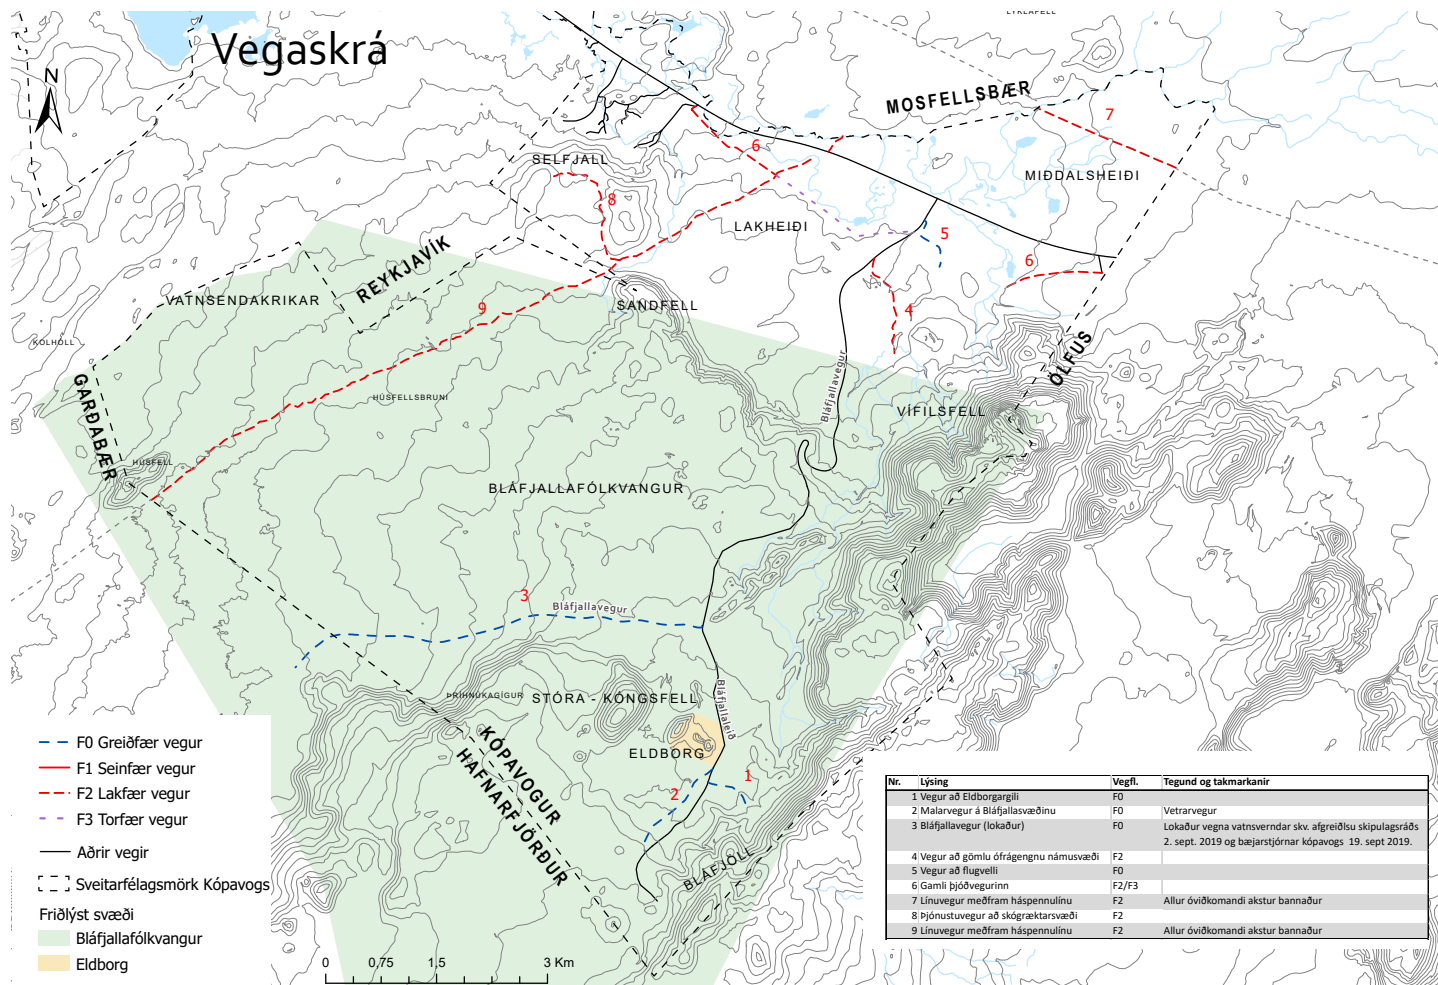 LYKLAFELL
Vegaskrá
N
MOSFELLSBÆR
7
6
SELFJALL
MIÐDALSHEIÐI
8
LAKHEIÐI
5
REYKJAVÍK
6
VATNSENDAKRIKAR
9
SANDFELL
4
KOLHÓLL
ÖLFUS
Bláfjallavegur
GARÐABÆR
HÚSFELLSBRUNI
VÍFILSFELL
HÚSFELL
BLÁFJALLAFÓLKVANGUR
3
Bláfjallavegur
ÞRÍHNÚKAGÍGUR
STÓRA - KÓNGSFELL
Bláfjallaleið
KÓPAVOGUR
HAFNARFJÖRÐUR
ELDBORG
1
2
BLÁFJÖLL
F0 Greiðfær vegur
F1 Seinfær vegur
F2 Lakfær vegur
F3 Torfær vegur
Aðrir vegir
Sveitarfélagsmörk Kópavogs
Friðlýst svæði
Bláfjallafólkvangur
Eldborg
0 0,75 1,5 3 Km
Nr. Lýsing Vegfl. Tegund og takmarkanir
1 Vegur að Eldborgargili F0
2 Malarvegur á Bláfjallasvæðinu F0 Vetrarvegur
3 Bláfjallavegur (lokaður) F0 Lokaður vegna vatnsverndar skv. afgreiðlsu skipulagsráðs
2. sept. 2019 og bæjarstjórnar kópavogs 19. sept 2019.
4 Vegur að gömlu ófrágengnu námusvæði F2
5 Vegur að flugvelli F0
6 Gamli þjóðvegurinn F2/F3
7 Línuvegur meðfram háspennulínu F2 Allur óviðkomandi akstur bannaður
8 Þjónustuvegur að skógræktarsvæði F2
9 Línuvegur meðfram háspennulínu F2 Allur óviðkomandi akstur bannaður